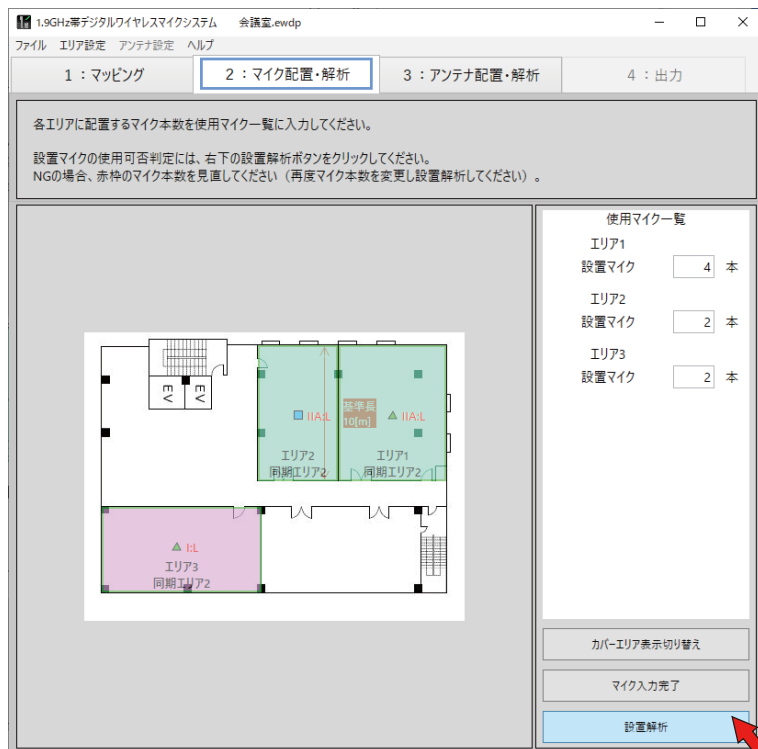 1.9GHz帯デジタルワイヤレスマイクシステム　会議室.ewdp
ファイル　エリア設定　アンテナ設定　ヘルプ
1：マッピング　2：マイク配置・解析　3：アンテナ配置・解析　4：出力
各エリアに配置するマイク本数を使用マイク一覧に入力してください。
設置マイクの使用可否判定には、右下の設置解析ボタンをクリックしてください。
NGの場合、赤枠のマイク本数を見直してください（再度マイク本数を変更し設置解析してください）。
EV
EV
IIA:L
基準長
10[m]
IIA:L
エリア2
同期エリア2
エリア1
同期エリア2
I:L
エリア3
同期エリア2
使用マイク一覧
エリア1
設置マイク　4　本
エリア2
設置マイク　2　本
エリア3
設置マイク　2　本
カバーエリア表示切り替え
マイク入力完了
設置解析